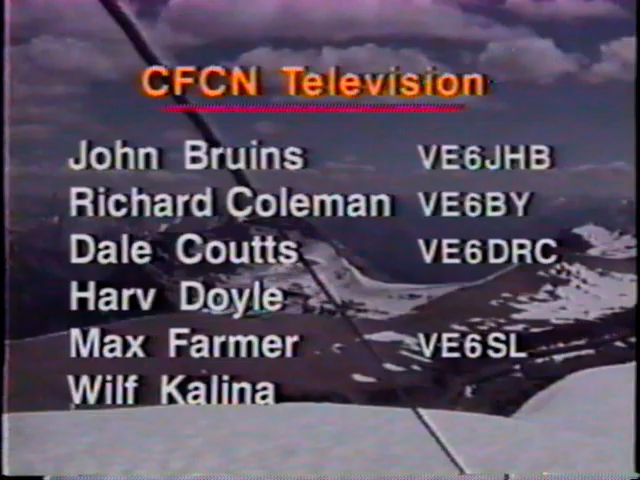 CFCN Television
John Bruins VE6JHB
Richard Coleman VE6BY
Dale Coutts VE6DRC
Harv Doyle
Max Farmer VE6SL
Wilf Kalina